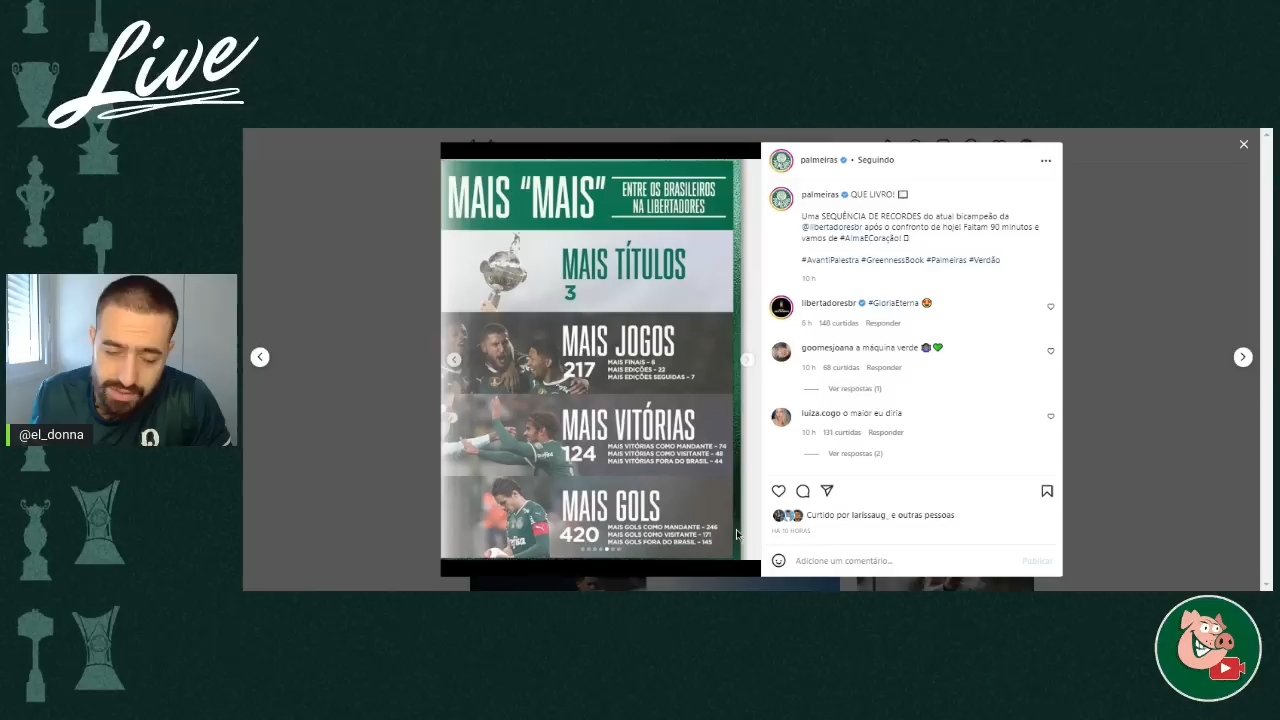 Live
MAIS “MAIS”
ENTRE OS BRASILEIROS
NA LIBERTADORES
MAIS TÍTULOS
3
MAIS JOGOS
217
MAIS FINAIS – 6
MAIS EDIÇÕES – 22
MAIS EDIÇÕES SEGUIDAS – 7
MAIS VITÓRIAS
124
MAIS VITÓRIAS COMO MANDANTE – 74
MAIS VITÓRIAS COMO VISITANTE – 48
MAIS VITÓRIAS FORA DO BRASIL – 44
MAIS GOLS
420
MAIS GOLS COMO MANDANTE – 246
MAIS GOLS COMO VISITANTE – 171
MAIS GOLS FORA DO BRASIL – 145
palmeiras • Seguindo
palmeiras QUE LIVRO!
Uma SEQUÊNCIA DE RECORDES do atual bicampeão da
@libertadoresbr após o confronto de hoje! Faltam 90 minutos e
vamos de #AlmaECoração!
#AvantiPalestra #GreennessBook #Palmeiras #Verdão
10 h
libertadoresbr #GloriaEterna
6 h 148 curtidas Responder
goomesjoana a máquina verde
10 h 68 curtidas Responder
Ver respostas (1)
luiza.cogo o maior eu diria
10 h 131 curtidas Responder
Ver respostas (2)
Curtido por larissaug_ e outras pessoas
HÁ 10 HORAS
Adicione um comentário...
Publicar
@el_donna